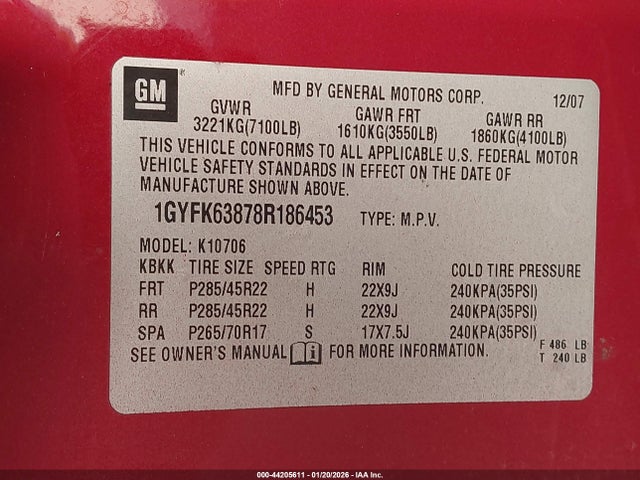 GM
MFD BY GENERAL MOTORS CORP. 12/07
GVWR GAWR FRT GAWR RR
3221KG(7100LB) 1610KG(3550LB) 1860KG(4100LB)
THIS VEHICLE CONFORMS TO ALL APPLICABLE U.S. FEDERAL MOTOR
VEHICLE SAFETY STANDARDS IN EFFECT ON THE DATE OF
MANUFACTURE SHOWN ABOVE.
1GYFK63878R186453 TYPE: M.P.V.
MODEL: K10706
KBKK TIRE SIZE SPEED RTG RIM COLD TIRE PRESSURE
FRT P285/45R22 H 22X9J 240KPA(35PSI)
RR P285/45R22 H 22X9J 240KPA(35PSI)
SPA P265/70R17 S 17X7.5J 240KPA(35PSI)
SEE OWNER'S MANUAL i FOR MORE INFORMATION.
F 486 LB
T 240 LB
000-44205611 - 01/20/2026 - IAA Inc.